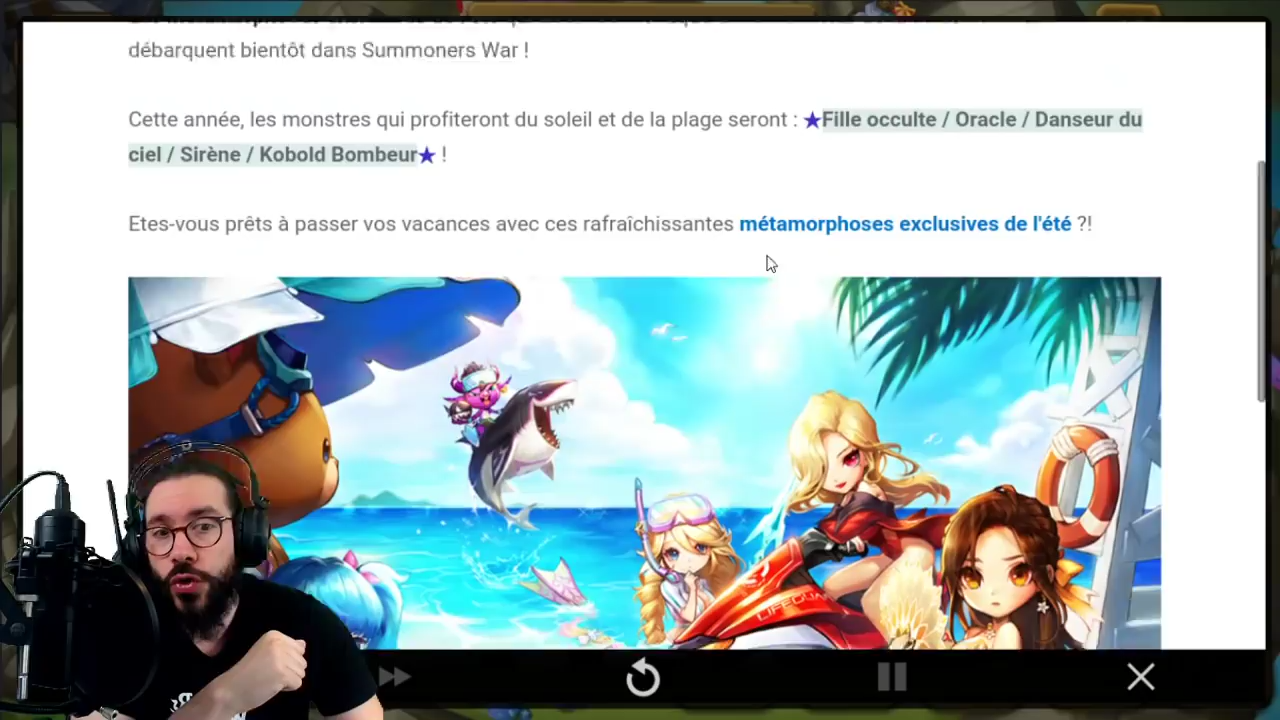 débarquent bientôt dans Summoners War !
Cette année, les monstres qui profiteront du soleil et de la plage seront : ★Fille occulte / Oracle / Danseur du
ciel / Sirène / Kobold Bombeur★ !
Etes-vous prêts à passer vos vacances avec ces rafraîchissantes métamorphoses exclusives de l'été ?!
LIFEGUARD